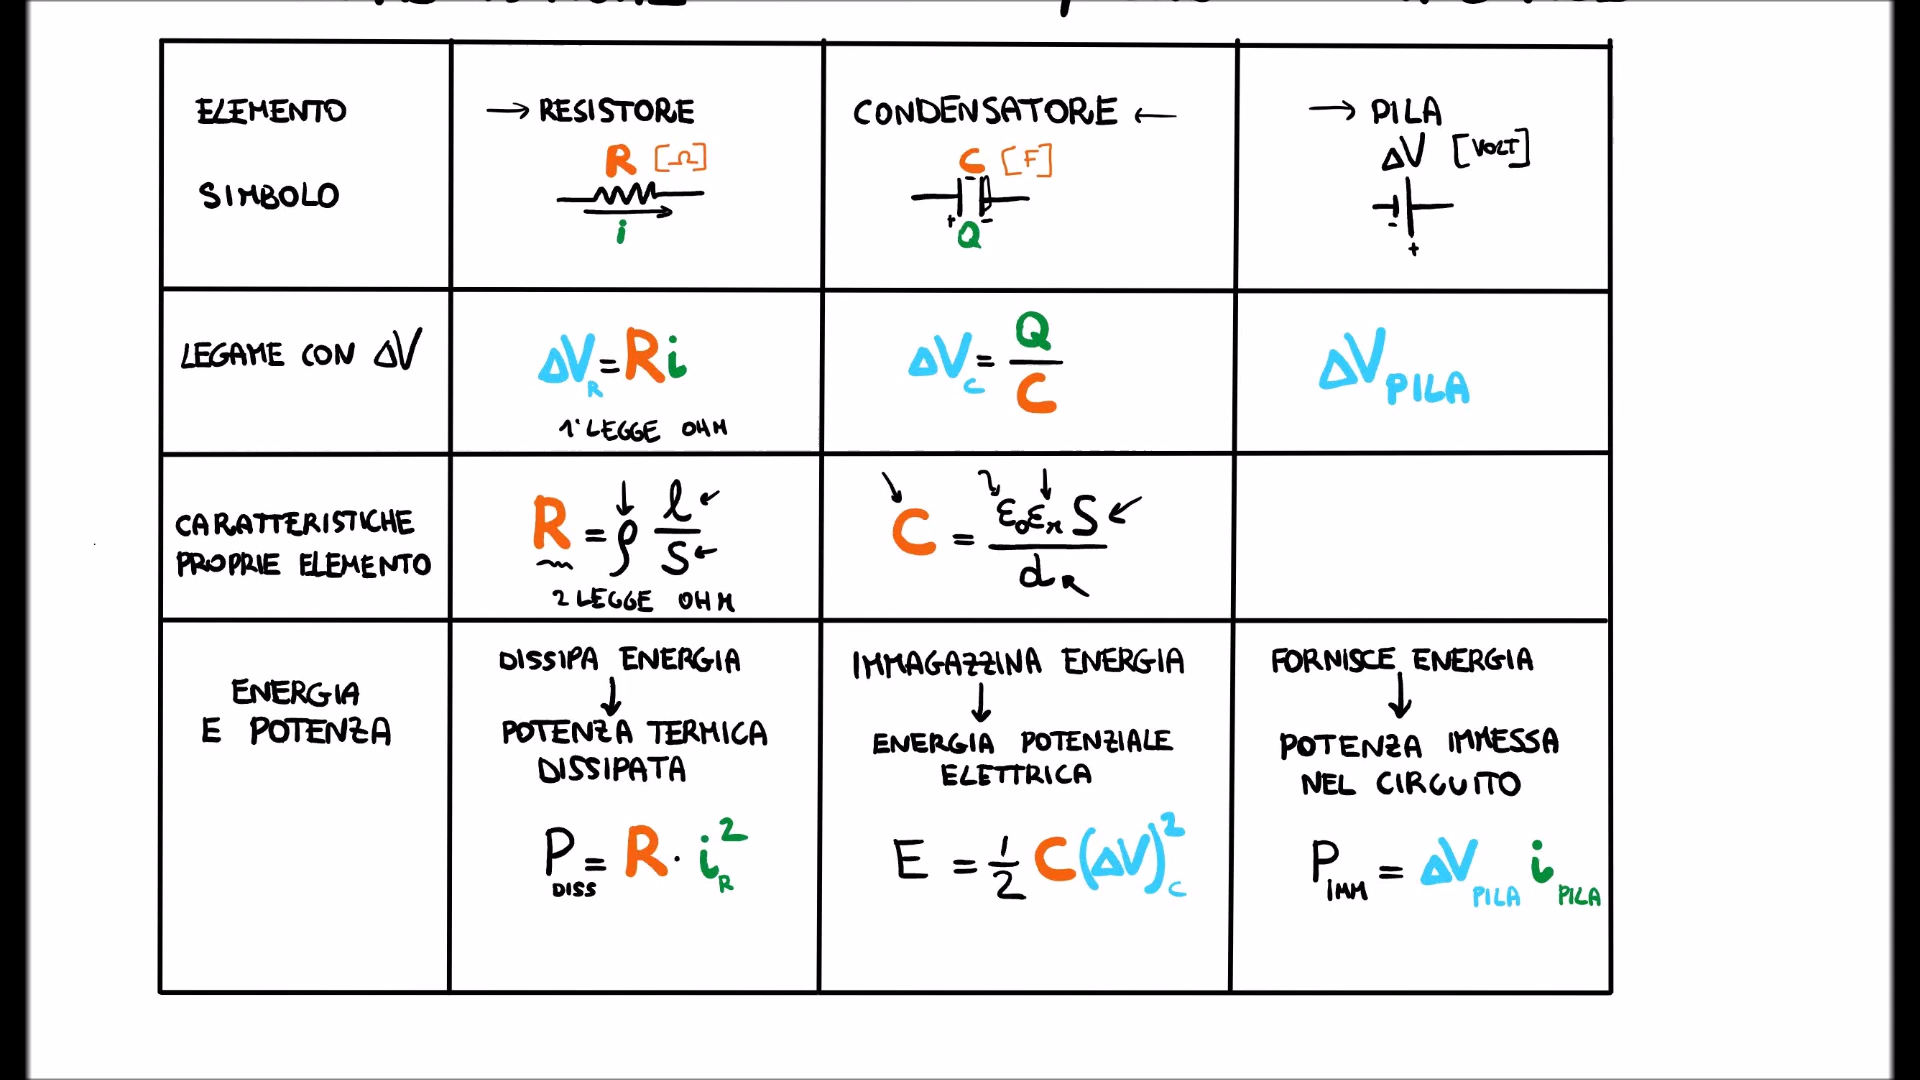 ELEMENTO
SIMBOLO
→ RESISTORE
R [Ω]
i
CONDENSATORE ←
C [F]
+ - -
Q
→ PILA
ΔV [VOLT]
-
+
LEGAME CON ΔV
ΔV_R = Ri
1ª LEGGE OHM
ΔV_C = Q/C
ΔV_PILA
CARATTERISTICHE
PROPRIE ELEMENTO
R = ρ l/S
2 LEGGE OHM
C = ε₀εᵣS/d
ENERGIA
E POTENZA
DISSIPA ENERGIA
↓
POTENZA TERMICA
DISSIPATA
P_DISS = R · i_R²
IMMAGAZZINA ENERGIA
↓
ENERGIA POTENZIALE
ELETTRICA
E = 1/2 C(ΔV)_C²
FORNISCE ENERGIA
↓
POTENZA IMMESSA
NEL CIRCUITO
P_IMM = ΔV_PILA i_PILA